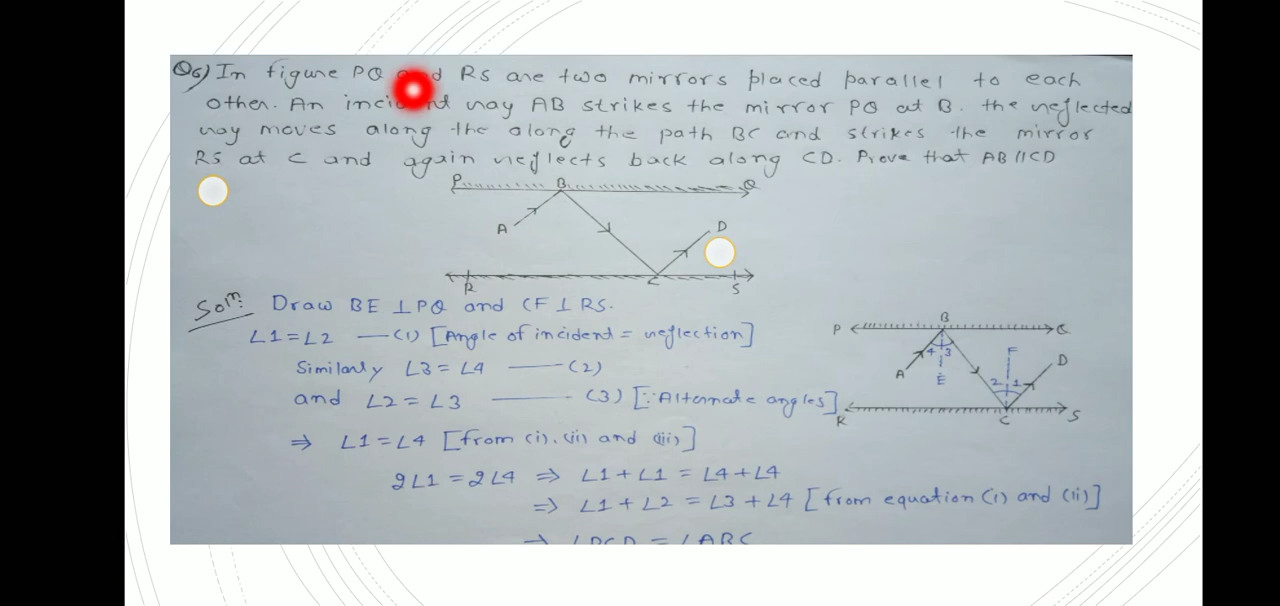 Q6) In figure PQ and RS are two mirrors placed parallel to each
other. An incident ray AB strikes the mirror PQ at B. the reflected
ray moves along the along the path BC and strikes the mirror
RS at C and again reflects back along CD. Prove that AB//CD
P B Q
A D
R C S
Soln. Draw BE ⊥ PQ and CF ⊥ RS.
∠1 = ∠2 — (1) [Angle of incident = reflection]
Similarly ∠3 = ∠4 — (2)
and ∠2 = ∠3 — (3) [∵ Alternate angles]
⇒ ∠1 = ∠4 [from (i), (ii) and (iii)]
2∠1 = 2∠4 ⇒ ∠1 + ∠1 = ∠4 + ∠4
⇒ ∠1 + ∠2 = ∠3 + ∠4 [from equation (1) and (ii)]
⇒ ∠BCD = ∠ABC
B
P Q
4 3 F D
A E 2 1
R C S